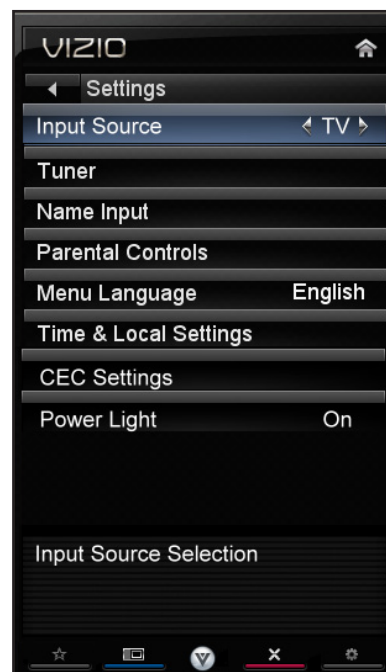 VIZIO
Settings
Input Source TV
Tuner
Name Input
Parental Controls
Menu Language English
Time & Local Settings
CEC Settings
Power Light On
Input Source Selection
V